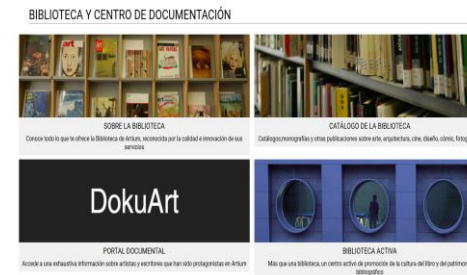 BIBLIOTECA Y CENTRO DE DOCUMENTACIÓN
art
SOBRE LA BIBLIOTECA
Conoce todo lo que te ofrece la Biblioteca de Artium, reconocida por la calidad e innovación de sus
servicios
CATÁLOGO DE LA BIBLIOTECA
Catálogos,monografías y otras publicaciones sobre arte, arquitectura, cine, diseño, cómic, fotog
DokuArt
PORTAL DOCUMENTAL
Accede a una exhaustiva información sobre artistas y escritores que han sido protagonistas en Artium
BIBLIOTECA ACTIVA
Más que una biblioteca, un centro activo de promoción de la cultura del libro y del patrimon
bibliográfico